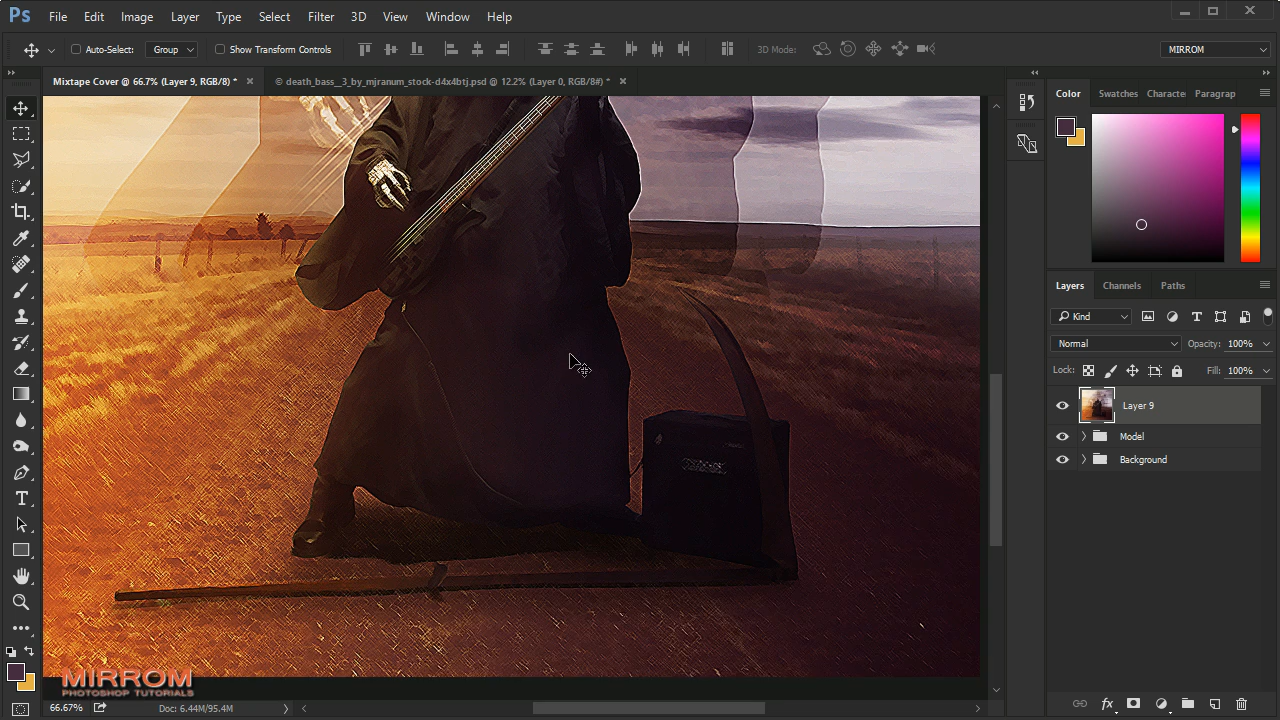 Ps File Edit Image Layer Type Select Filter 3D View Window Help
Auto-Select: Group Show Transform Controls 3D Mode: MIRROM
Mixtape Cover @ 66.7% (Layer 9, RGB/8) * × © death_bass__3_by_mjranum_stock-d4x4btj.psd @ 12.2% (Layer 0, RGB/8#) * ×
Color Swatches Characte Paragrap
Layers Channels Paths
Kind
Normal Opacity: 100%
Lock: Fill: 100%
Layer 9
Model
Background
MIRROM
PHOTOSHOP TUTORIALS
66.67% Doc: 6.44M/95.4M